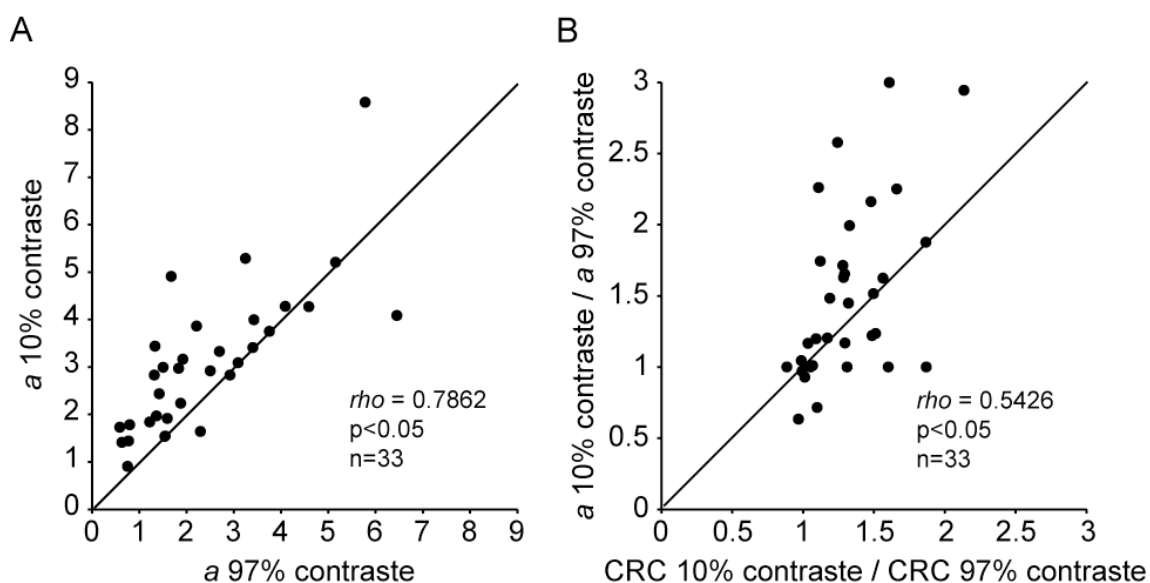 A
9
8
7
6
5
4
3
2
1
0
a 10% contraste
rho = 0.7862
p<0.05
n=33
0 1 2 3 4 5 6 7 8 9
a 97% contraste
B
3
2.5
2
1.5
1
0.5
0
a 10% contraste / a 97% contraste
rho = 0.5426
p<0.05
n=33
0 0.5 1 1.5 2 2.5 3
CRC 10% contraste / CRC 97% contraste